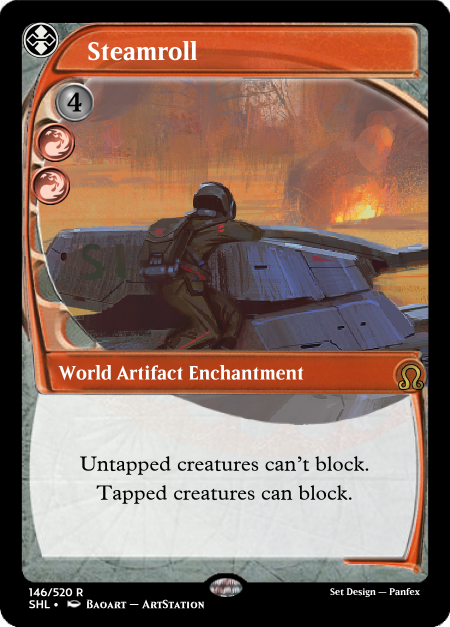 Steamroll
4
World Artifact Enchantment
Untapped creatures can't block.
Tapped creatures can block.
146/520 R
SHL • Baoart — ArtStation
Set Design — Panfex